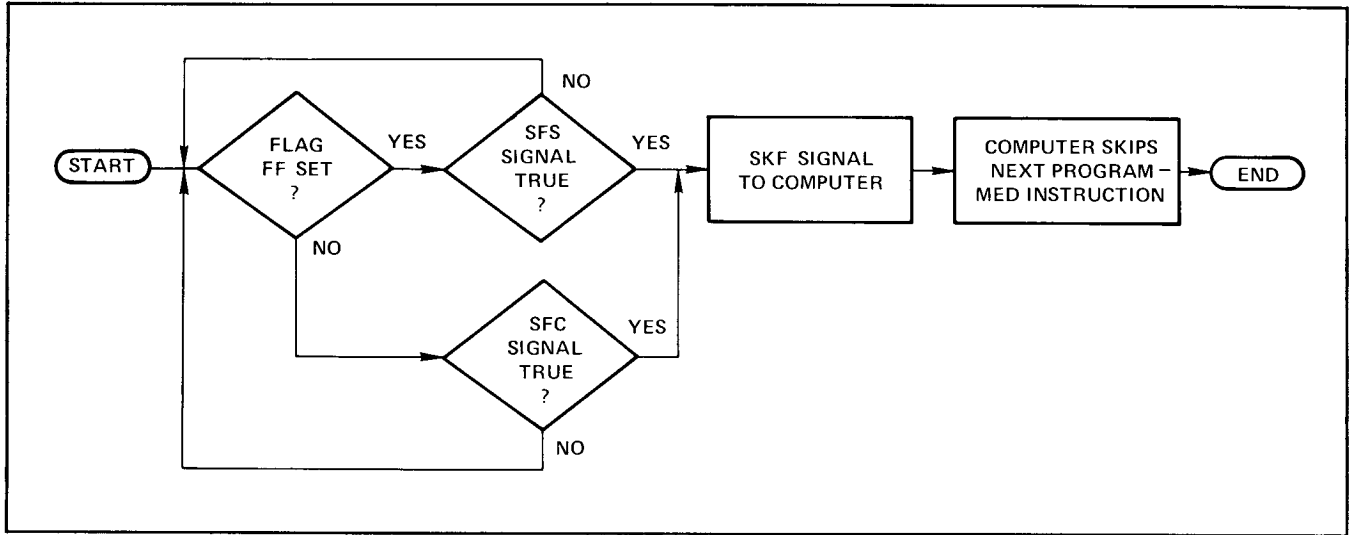 START
FLAG
FF SET
?
YES
NO
SFS
SIGNAL
TRUE
?
NO
YES
SFC
SIGNAL
TRUE
?
YES
NO
SKF SIGNAL
TO COMPUTER
COMPUTER SKIPS
NEXT PROGRAM–
MED INSTRUCTION
END